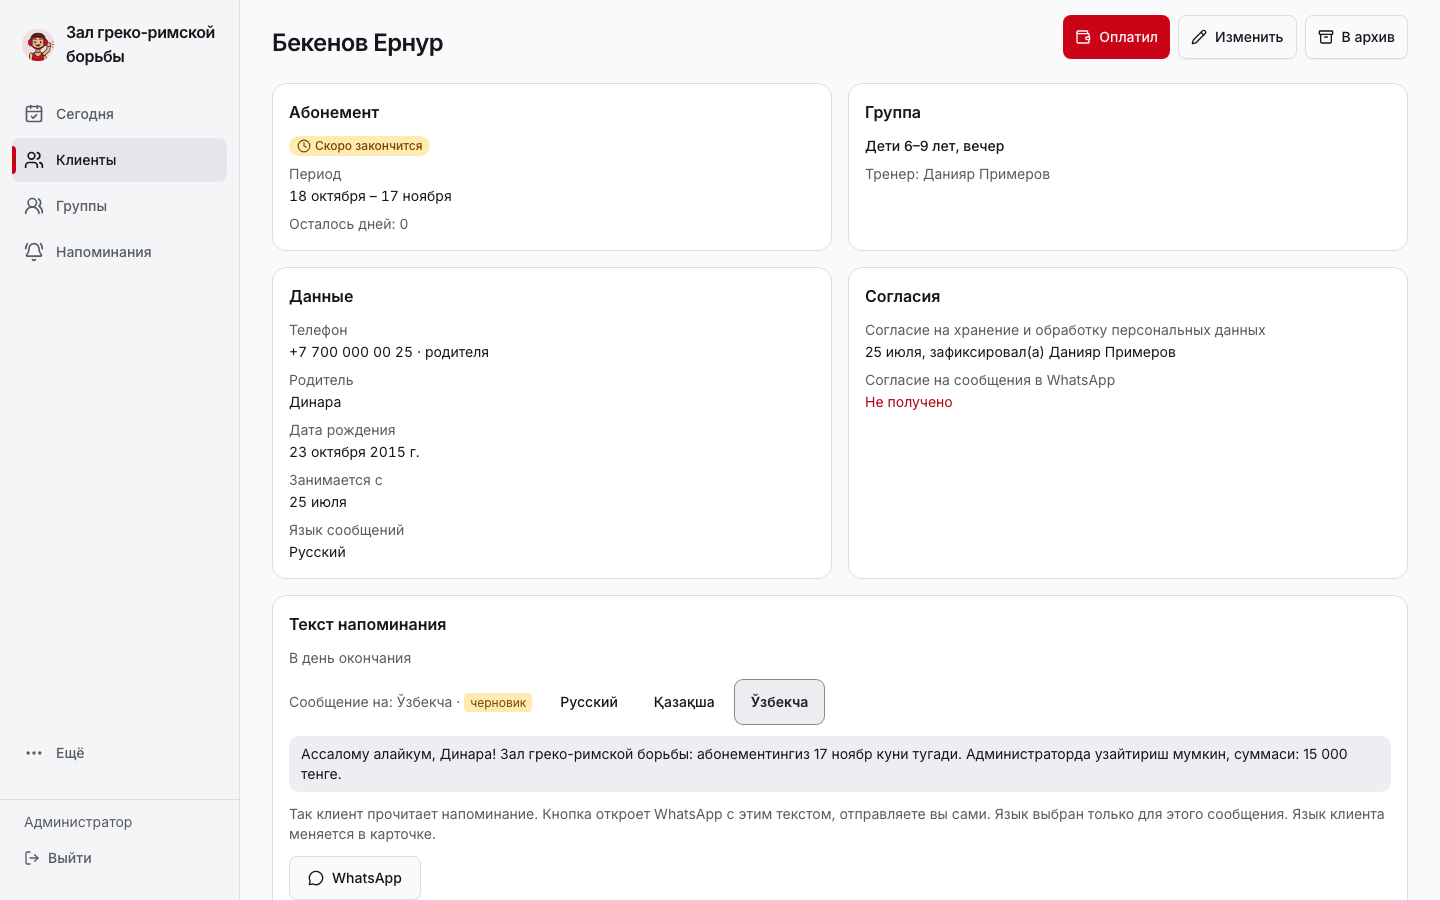 Зал греко-римской
борьбы
Сегодня
Клиенты
Группы
Напоминания
Ещё
Администратор
Выйти
Бекенов Ернур
Оплатил
Изменить
В архив
Абонемент
Скоро закончится
Период
18 октября – 17 ноября
Осталось дней: 0
Группа
Дети 6–9 лет, вечер
Тренер: Данияр Примеров
Данные
Телефон
+7 700 000 00 25 · родителя
Родитель
Динара
Дата рождения
23 октября 2015 г.
Занимается с
25 июля
Язык сообщений
Русский
Согласия
Согласие на хранение и обработку персональных данных
25 июля, зафиксировал(а) Данияр Примеров
Согласие на сообщения в WhatsApp
Не получено
Текст напоминания
В день окончания
Сообщение на: Ўзбекча · черновик
Русский
Қазақша
Ўзбекча
Ассалому алайкум, Динара! Зал греко-римской борьбы: абонементингиз 17 ноябр куни тугади. Администраторда узайтириш мумкин, суммаси: 15 000
тенге.
Так клиент прочитает напоминание. Кнопка откроет WhatsApp с этим текстом, отправляете вы сами. Язык выбран только для этого сообщения. Язык клиента
меняется в карточке.
WhatsApp